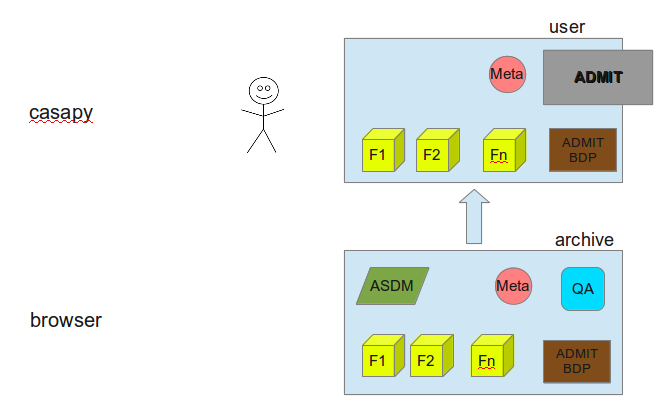 user
Meta
ADMIT
casapy
F1
F2
Fn
ADMIT
BDP
archive
ASDM
Meta
QA
browser
F1
F2
Fn
ADMIT
BDP